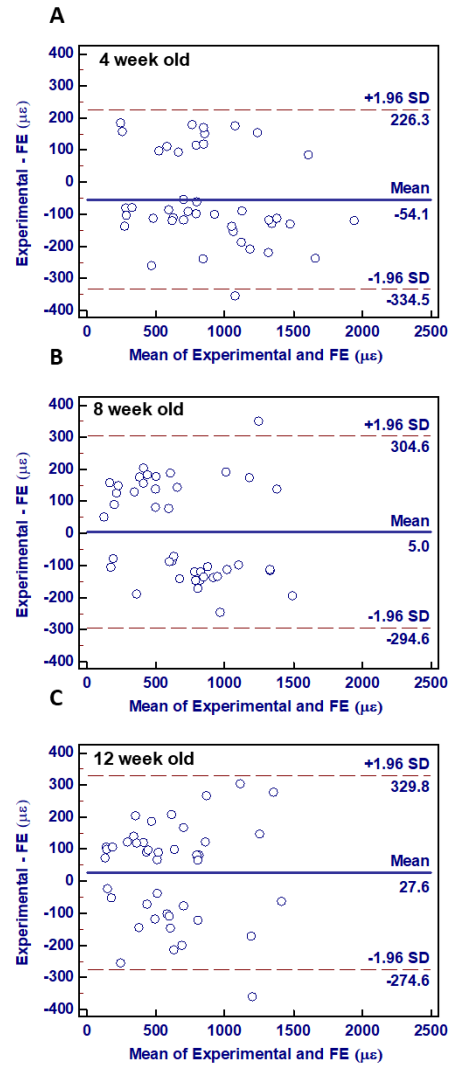 A
4 week old
400
300
200
100
0
-100
-200
-300
-400
Experimental - FE (με)
+1.96 SD
226.3
Mean
-54.1
-1.96 SD
-334.5
0 500 1000 1500 2000 2500
Mean of Experimental and FE (με)
B
8 week old
400
300
200
100
0
-100
-200
-300
-400
Experimental - FE (με)
+1.96 SD
304.6
Mean
5.0
-1.96 SD
-294.6
0 500 1000 1500 2000 2500
Mean of Experimental and FE (με)
C
12 week old
400
300
200
100
0
-100
-200
-300
-400
Experimental - FE (με)
+1.96 SD
329.8
Mean
27.6
-1.96 SD
-274.6
0 500 1000 1500 2000 2500
Mean of Experimental and FE (με)